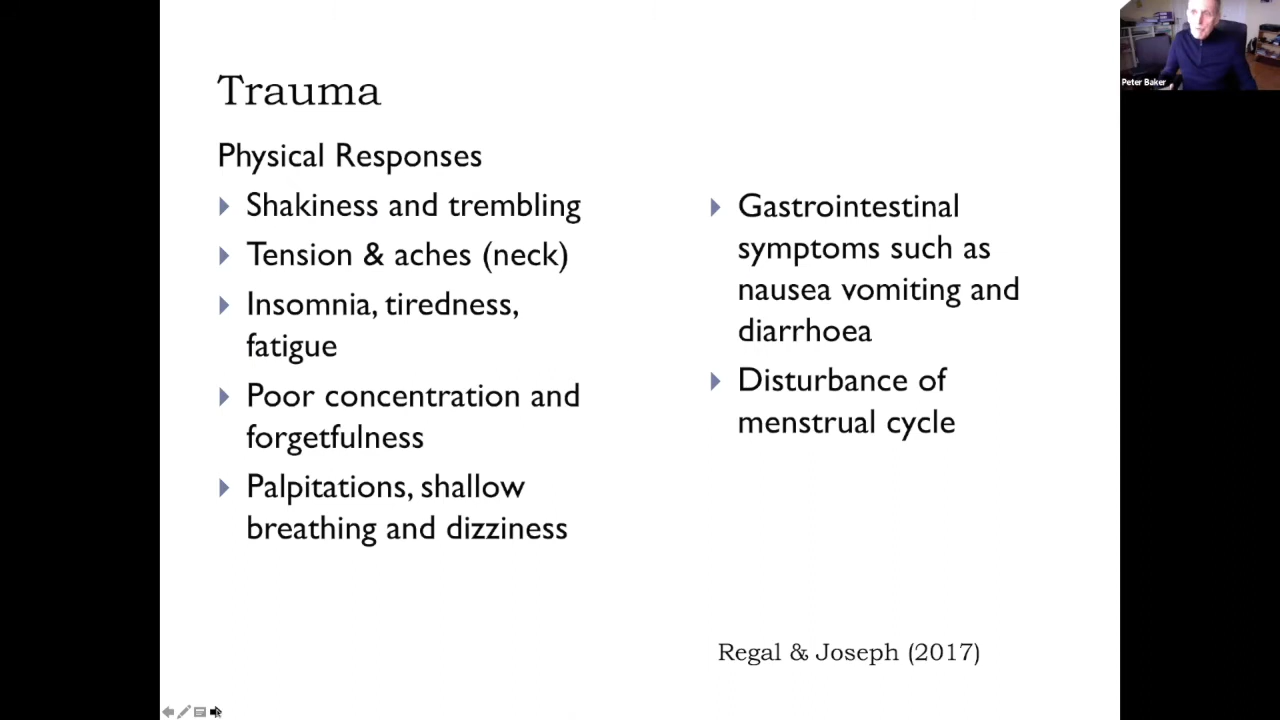 Trauma
Physical Responses
Shakiness and trembling
Tension & aches (neck)
Insomnia, tiredness,
fatigue
Poor concentration and
forgetfulness
Palpitations, shallow
breathing and dizziness
Gastrointestinal
symptoms such as
nausea vomiting and
diarrhoea
Disturbance of
menstrual cycle
Regal & Joseph (2017)
Peter Baker